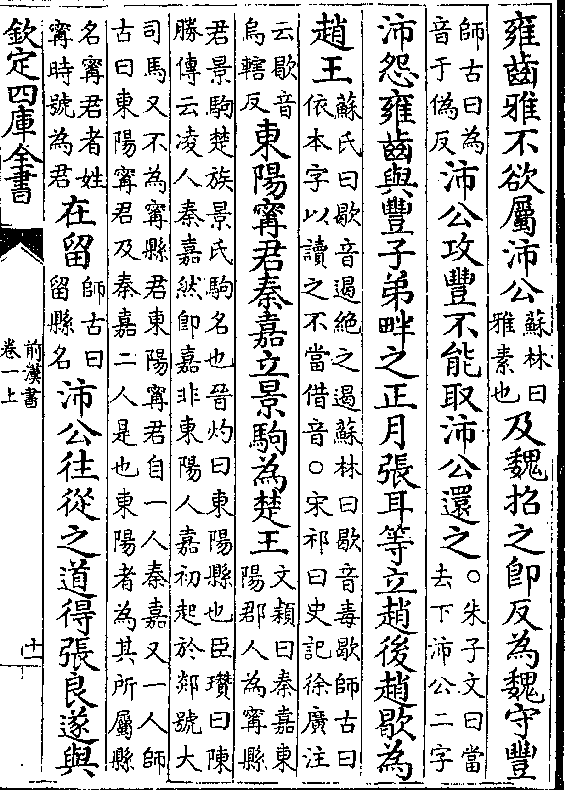 雍齒雅不欲屬沛公蘇林曰雅素也及魏招之卽反為魏守豐
師古曰為音于偽反沛公攻豐不能取沛公還之○朱子文曰當去下沛公二字
沛怨雍齒與豐子弟畔之正月張耳等立趙後趙歇為
趙王蘇氏曰歇音遏絶之遏蘇林曰歇音毒歇師古曰依本字以讀之不當借音○宋祁曰史記徐廣注
云歇音烏轄反東陽甯君秦嘉立景駒為楚王文穎曰秦嘉東陽郡人為甯縣
君景駒楚族景氏駒名也晉灼曰東陽縣也臣瓚曰陳勝傳云凌人秦嘉然卽嘉非東陽人嘉初起於郯號大
司馬又不為甯縣君東陽甯君自一人秦嘉又一人師古曰東陽甯君及秦嘉二人是也東陽者為其所屬縣
名甯君者姓甯時號為君在留師古曰留縣名沛公往從之道得張良遂與
欽定四庫全書
前漢書
卷一上
十一